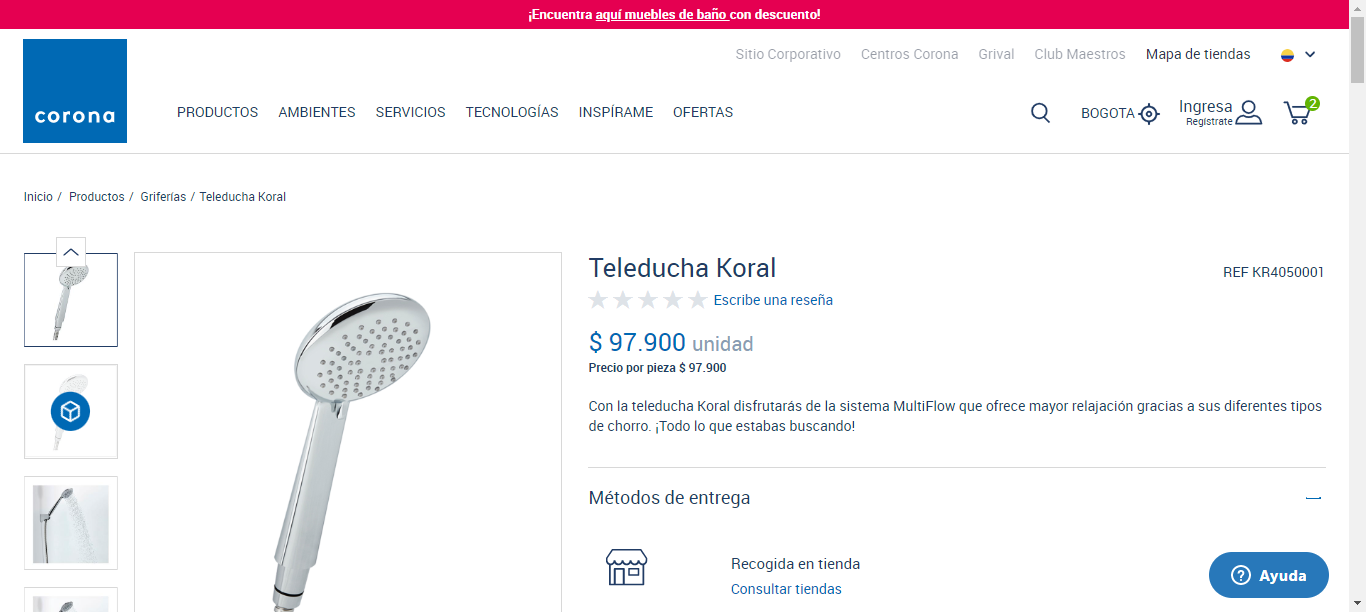 ¡Encuentra aquí muebles de baño con descuento!
Sitio Corporativo Centros Corona Grival Club Maestros Mapa de tiendas
corona
PRODUCTOS AMBIENTES SERVICIOS TECNOLOGÍAS INSPÍRAME OFERTAS
BOGOTA
Ingresa
Regístrate
2
Inicio / Productos / Griferías / Teleducha Koral
Teleducha Koral
REF KR4050001
Escribe una reseña
$ 97.900 unidad
Precio por pieza $ 97.900
Con la teleducha Koral disfrutarás de la sistema MultiFlow que ofrece mayor relajación gracias a sus diferentes tipos
de chorro. ¡Todo lo que estabas buscando!
Métodos de entrega
Recogida en tienda
Consultar tiendas
? Ayuda